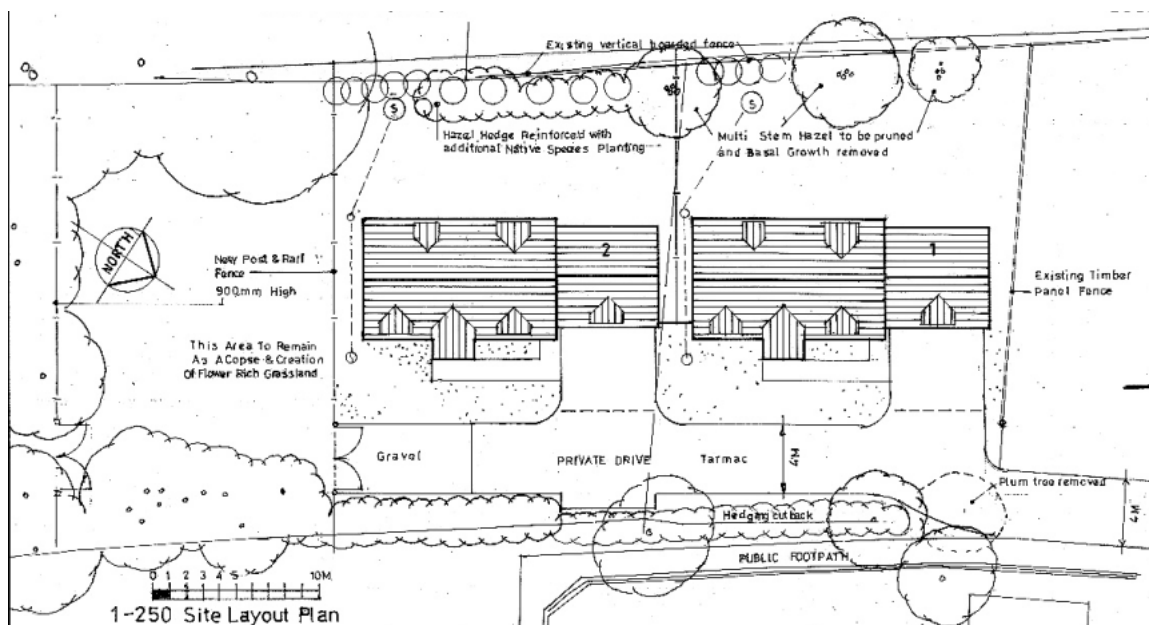 Existing vertical boarded fence
S
S
Hazel Hedge Reinforced with
additional Native Species Planting
Multi Stem Hazel to be pruned
and Basal Growth removed
NORTH
New Post & Rail
Fence
900mm High
2
1
Existing Timber
Panel Fence
This Area To Remain
As A Copse & Creation
Of Flower Rich Grassland
Gravel
PRIVATE DRIVE
Tarmac
4M
Plum tree removed
4M
Hedging cut back
PUBLIC FOOTPATH
0 1 2 3 4 5 10M.
1-250 Site Layout Plan